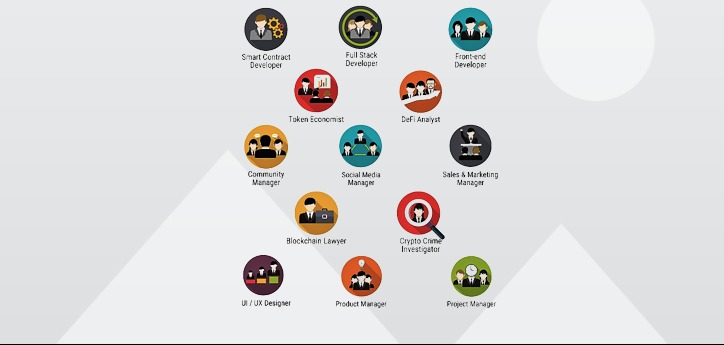 Smart Contract
Developer
Full Stack
Developer
Front-end
Developer
Token Economist
DeFi Analyst
Community
Manager
Social Media
Manager
Sales & Marketing
Manager
Blockchain Lawyer
Crypto Crime
Investigator
UI / UX Designer
Product Manager
Project Manager